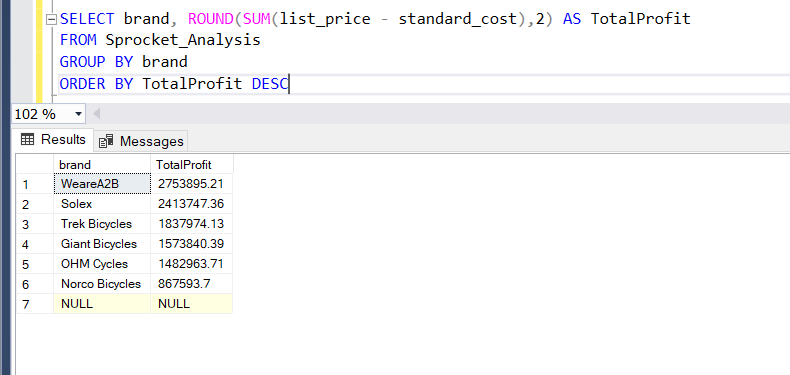 SELECT brand, ROUND(SUM(list_price - standard_cost),2) AS TotalProfit
FROM Sprocket_Analysis
GROUP BY brand
ORDER BY TotalProfit DESC
102 %
Results Messages
brand TotalProfit
1 WeareA2B 2753895.21
2 Solex 2413747.36
3 Trek Bicycles 1837974.13
4 Giant Bicycles 1573840.39
5 OHM Cycles 1482963.71
6 Norco Bicycles 867593.7
7 NULL NULL